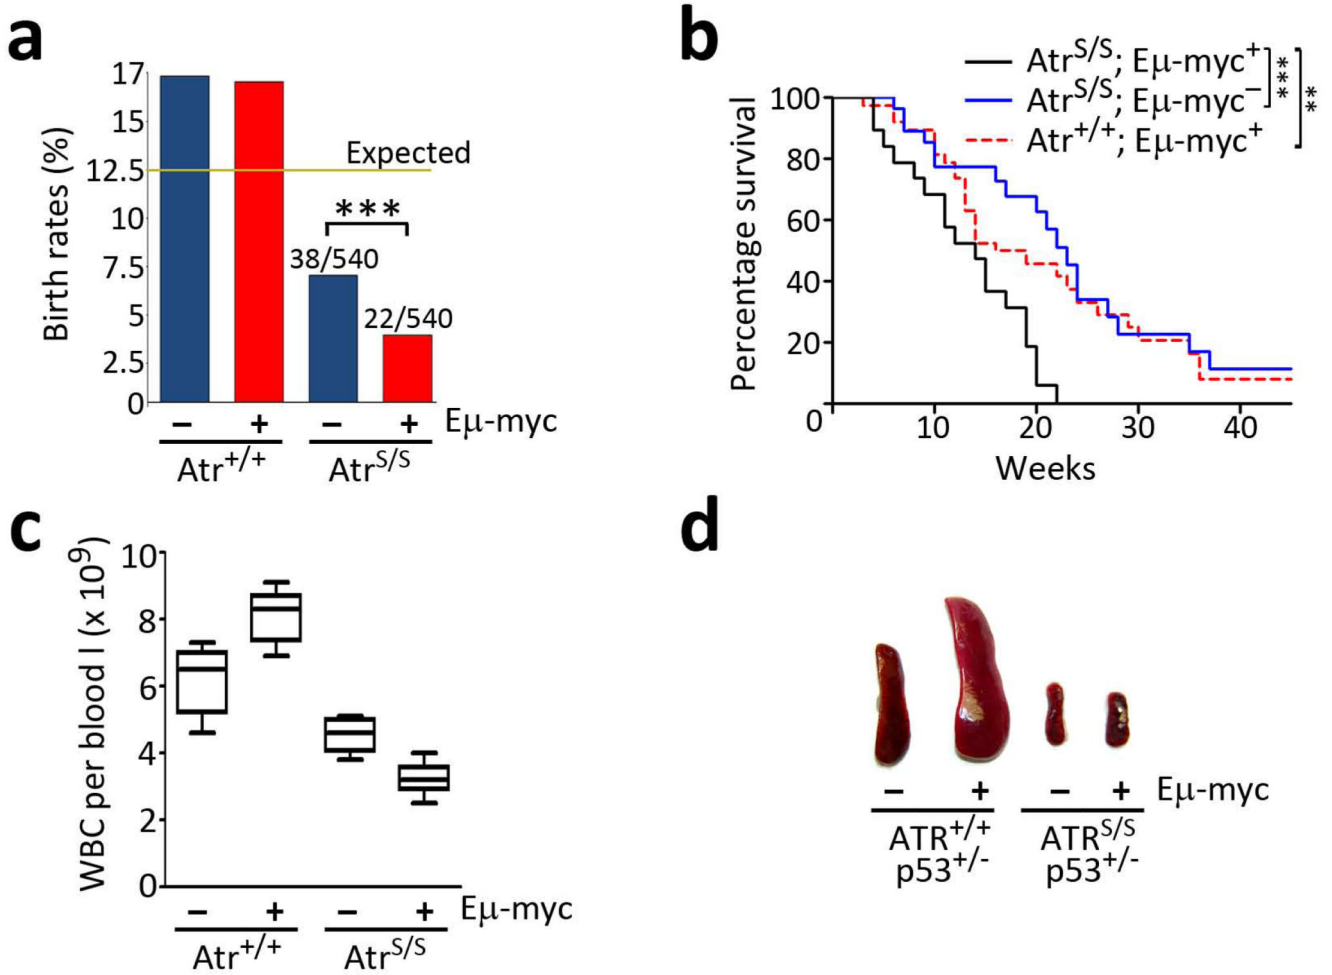 a
17
15
12.5
10
7.5
5
2.5
0
Birth rates (%)
Expected
***
38/540
22/540
− + − + Eμ-myc
Atr+/+ AtrS/S
b
AtrS/S; Eμ-myc+
AtrS/S; Eμ-myc−
Atr+/+; Eμ-myc+
***
**
100
80
60
40
20
0
Percentage survival
10 20 30 40
Weeks
c
10
8
6
4
2
0
WBC per blood l (x 10⁹)
− + − + Eμ-myc
Atr+/+ AtrS/S
d
− + − + Eμ-myc
ATR+/+ ATRS/S
p53+/- p53+/-